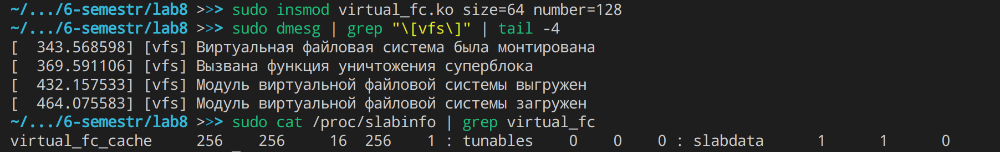 ~/.../6-semestr/lab8 >>> sudo insmod virtual_fc.ko size=64 number=128
~/.../6-semestr/lab8 >>> sudo dmesg | grep "\[vfs\]" | tail -4
[  343.568598] [vfs] Виртуальная файловая система была монтирована
[  369.591106] [vfs] Вызвана функция уничтожения суперблока
[  432.157533] [vfs] Модуль виртуальной файловой системы выгружен
[  464.075583] [vfs] Модуль виртуальной файловой системы загружен
~/.../6-semestr/lab8 >>> sudo cat /proc/slabinfo | grep virtual_fc
virtual_fc_cache     256    256     16  256    1 : tunables    0    0    0 : slabdata      1      1      0